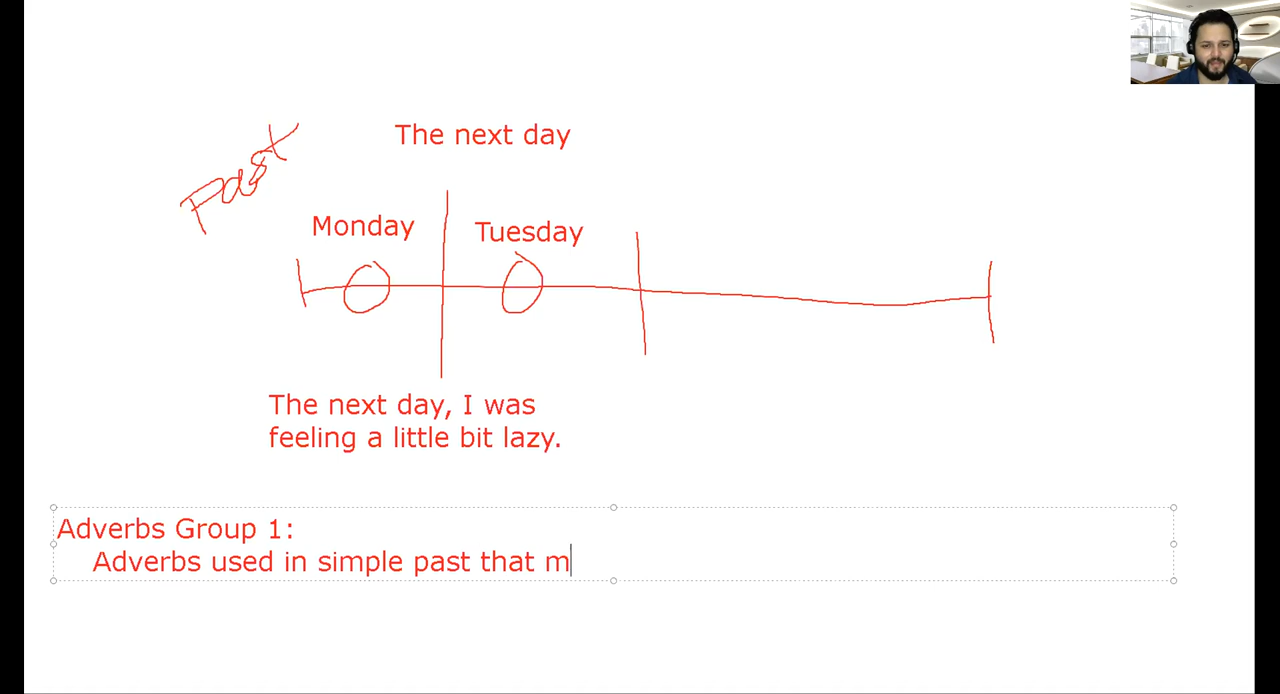 Past
The next day
Monday
Tuesday
The next day, I was
feeling a little bit lazy.
Adverbs Group 1:
Adverbs used in simple past that m